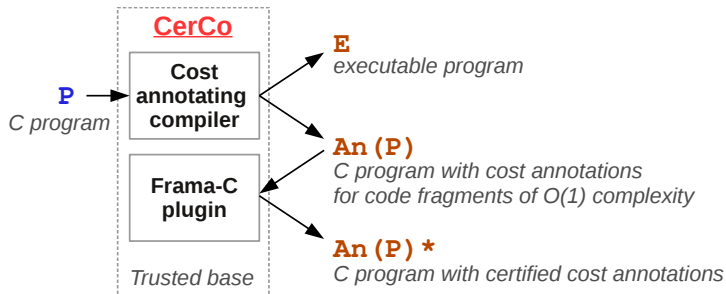 CerCo
P
C program
Cost
annotating
compiler
E
executable program
An(P)
C program with cost annotations
for code fragments of O(1) complexity
Frama-C
plugin
An(P)*
C program with certified cost annotations
Trusted base